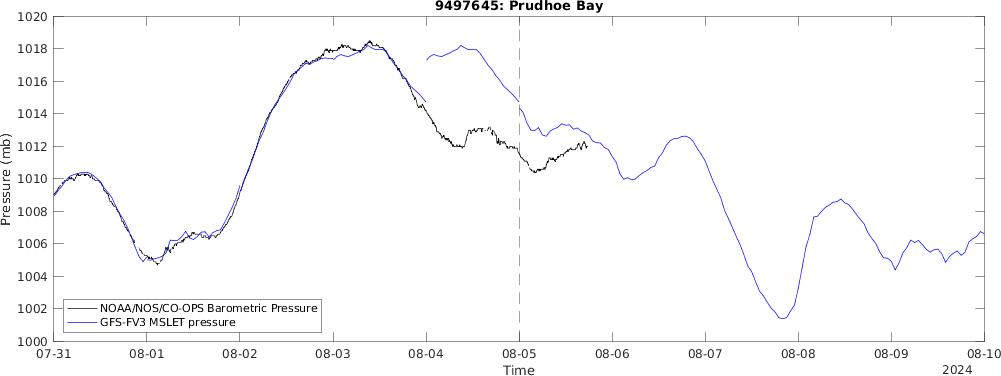 9497645: Prudhoe Bay
Pressure (mb)
1020
1018
1016
1014
1012
1010
1008
1006
1004
1002
1000
NOAA/NOS/CO-OPS Barometric Pressure
GFS-FV3 MSLET pressure
07-31 08-01 08-02 08-03 08-04 08-05 08-06 08-07 08-08 08-09 08-10
Time
2024